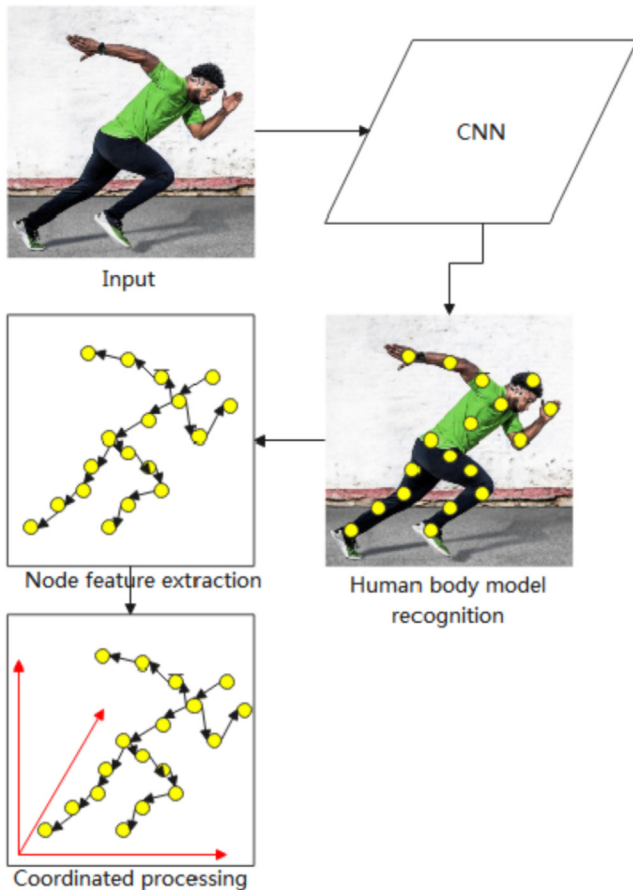 CNN
Input
Human body model
recognition
Node feature extraction
Coordinated processing